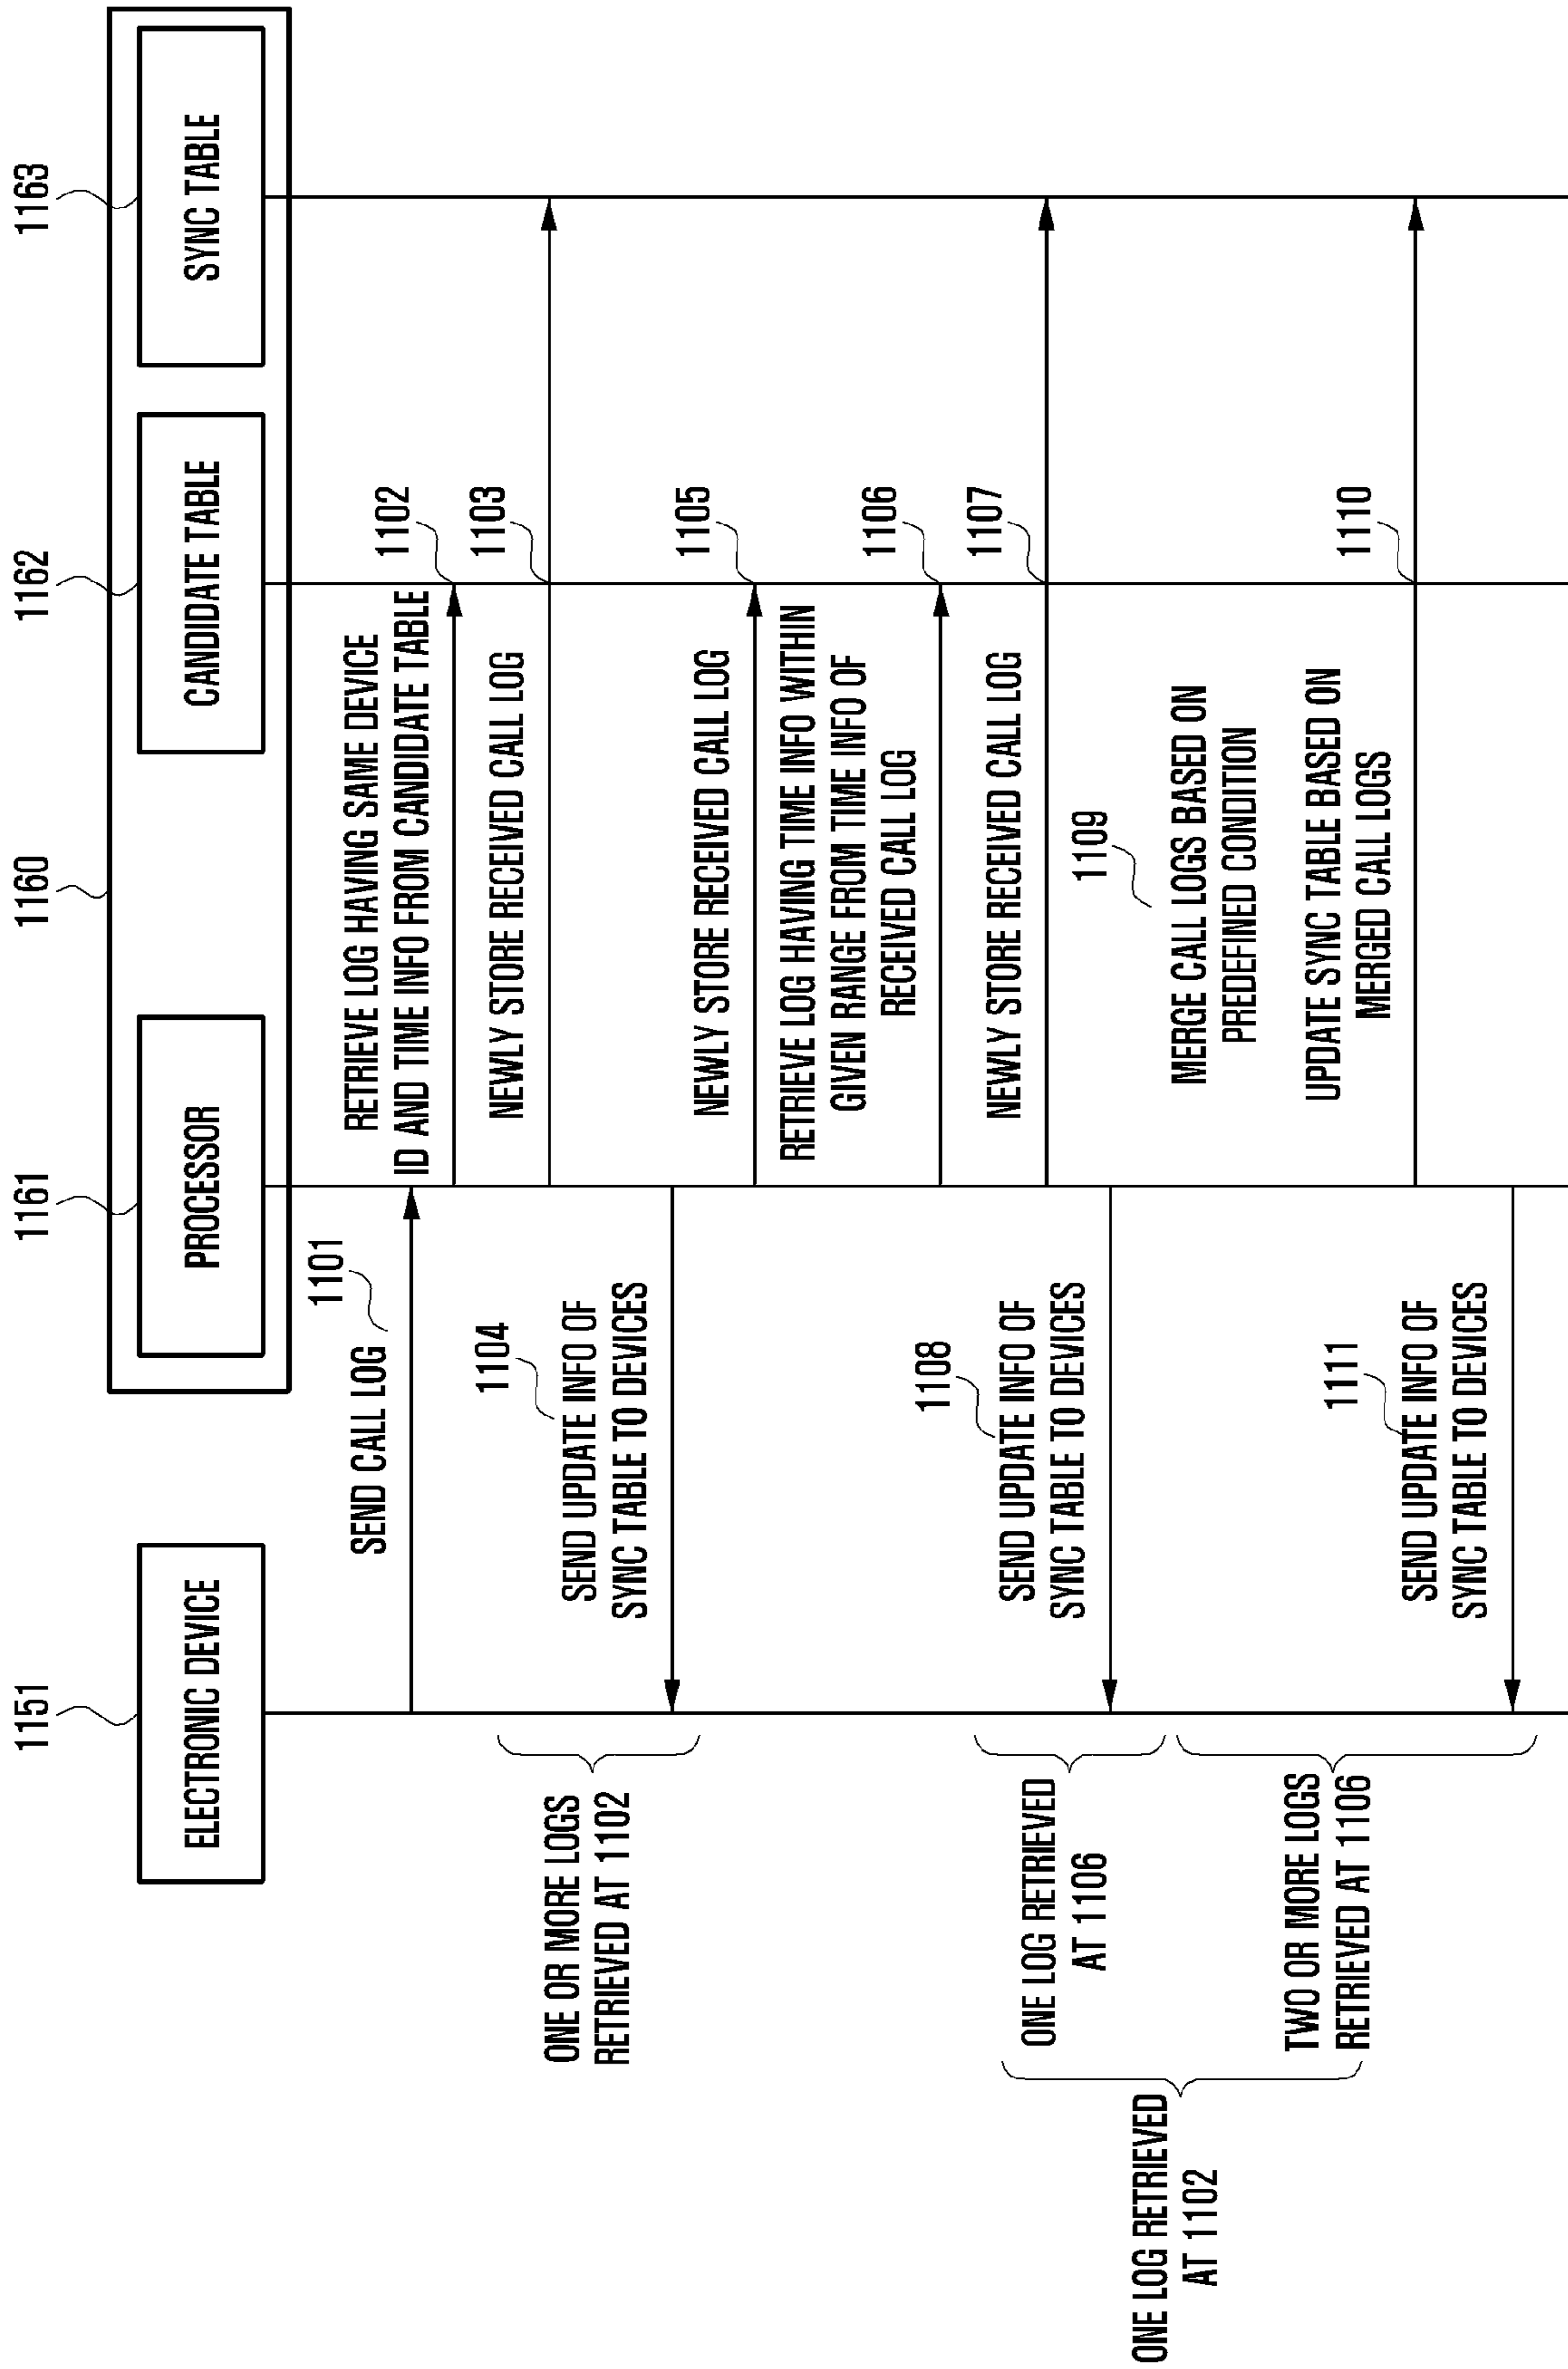 1160
1151
1161
1162
1163
ELECTRONIC DEVICE
PROCESSOR
CANDIDATE TABLE
SYNC TABLE
1101
SEND CALL LOG
RETRIEVE LOG HAVING SAME DEVICE
ID AND TIME INFO FROM CANDIDATE TABLE
1102
NEWLY STORE RECEIVED CALL LOG
1103
ONE OR MORE LOGS
RETRIEVED AT 1102
1104
SEND UPDATE INFO OF
SYNC TABLE TO DEVICES
NEWLY STORE RECEIVED CALL LOG
1105
RETRIEVE LOG HAVING TIME INFO WITHIN
GIVEN RANGE FROM TIME INFO OF
RECEIVED CALL LOG
1106
NEWLY STORE RECEIVED CALL LOG
1107
ONE LOG RETRIEVED
AT 1102
ONE LOG RETRIEVED
AT 1106
1108
SEND UPDATE INFO OF
SYNC TABLE TO DEVICES
1109
MERGE CALL LOGS BASED ON
PREDEFINED CONDITION
TWO OR MORE LOGS
RETRIEVED AT 1106
UPDATE SYNC TABLE BASED ON
MERGED CALL LOGS
1110
1111
SEND UPDATE INFO OF
SYNC TABLE TO DEVICES